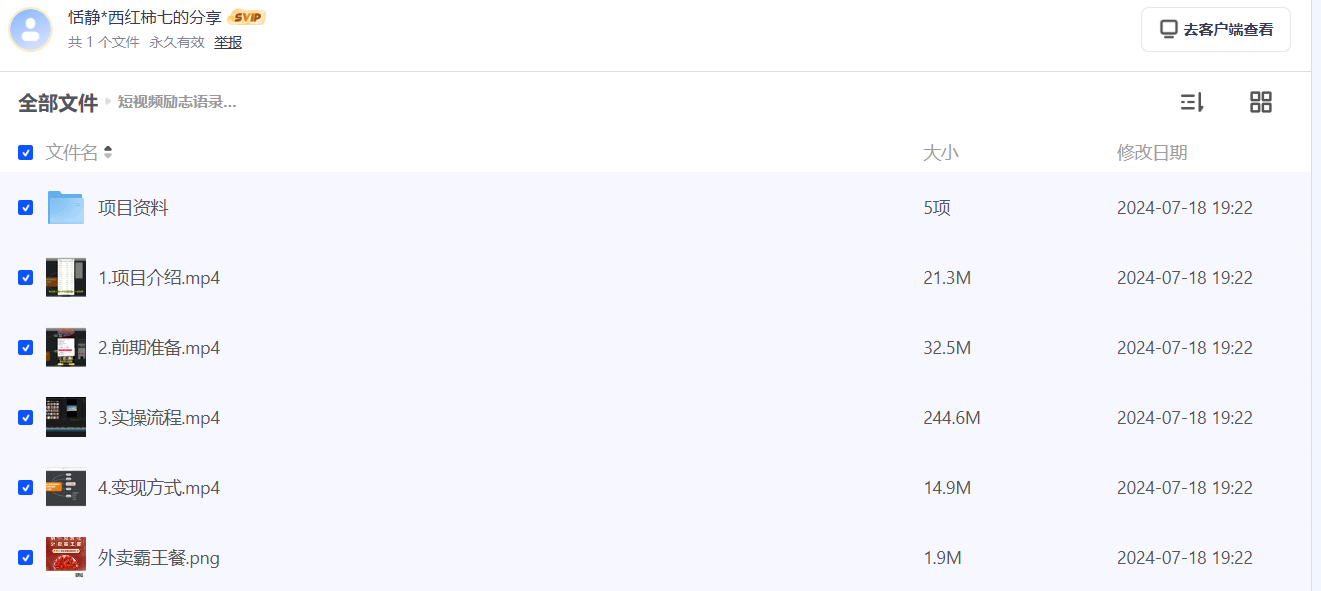 恬静*西红柿七的分享 SVIP
共 1 个文件 永久有效 举报
去客户端查看
全部文件 短视频励志语录...
文件名 大小 修改日期
项目资料 5项 2024-07-18 19:22
1.项目介绍.mp4 21.3M 2024-07-18 19:22
2.前期准备.mp4 32.5M 2024-07-18 19:22
3.实操流程.mp4 244.6M 2024-07-18 19:22
4.变现方式.mp4 14.9M 2024-07-18 19:22
外卖霸王餐.png 1.9M 2024-07-18 19:22